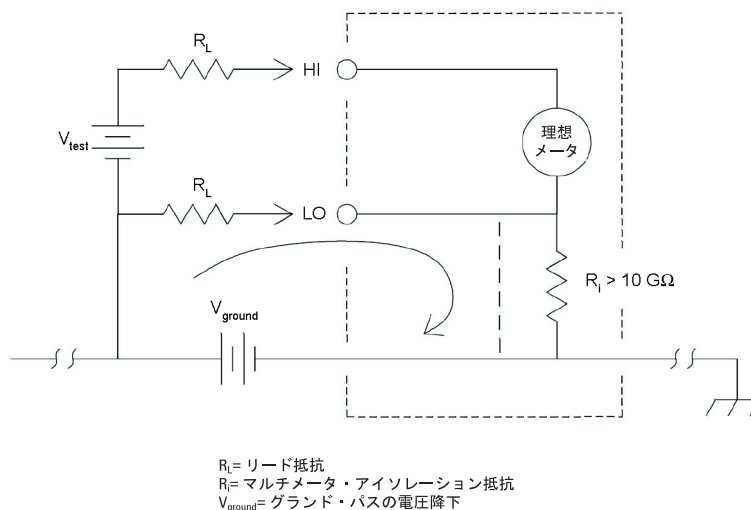 R_L
HI
V_test
理想
メータ
R_L
LO
R_i > 10 GΩ
V_ground
R_L= リード抵抗
R_i= マルチメータ・アイソレーション抵抗
V_ground= グランド・パスの電圧降下